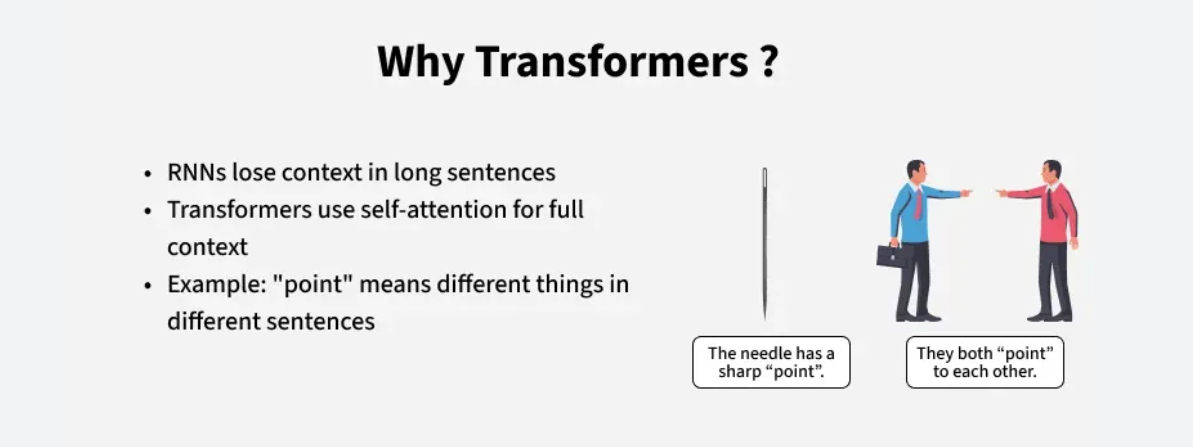 Why Transformers ?
• RNNs lose context in long sentences
• Transformers use self-attention for full
context
• Example: "point" means different things in
different sentences
The needle has a
sharp “point”.
They both “point”
to each other.